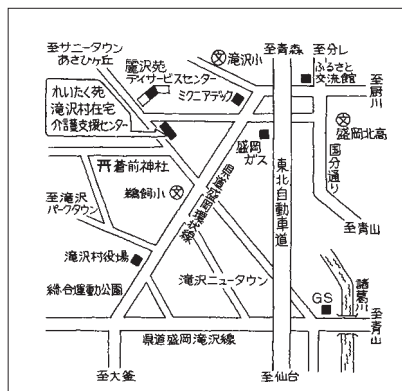 至サニータウン
あさひヶ丘
麗沢苑
デイサービスセンター
滝沢小
至青森
至分レ
ふるさと
交流館
至厨川
れいたく苑
滝沢村在宅
介護支援センター
ミクニアデック
盛岡
ガス
盛岡北高
国分通り
蒼前神社
鵜飼小
県道盛岡環状線
東北自動車道
至滝沢
パークタウン
至青山
滝沢村役場
滝沢ニュータウン
諸葛川
総合運動公園
GS
至青山
県道盛岡滝沢線
至大釜
至仙台